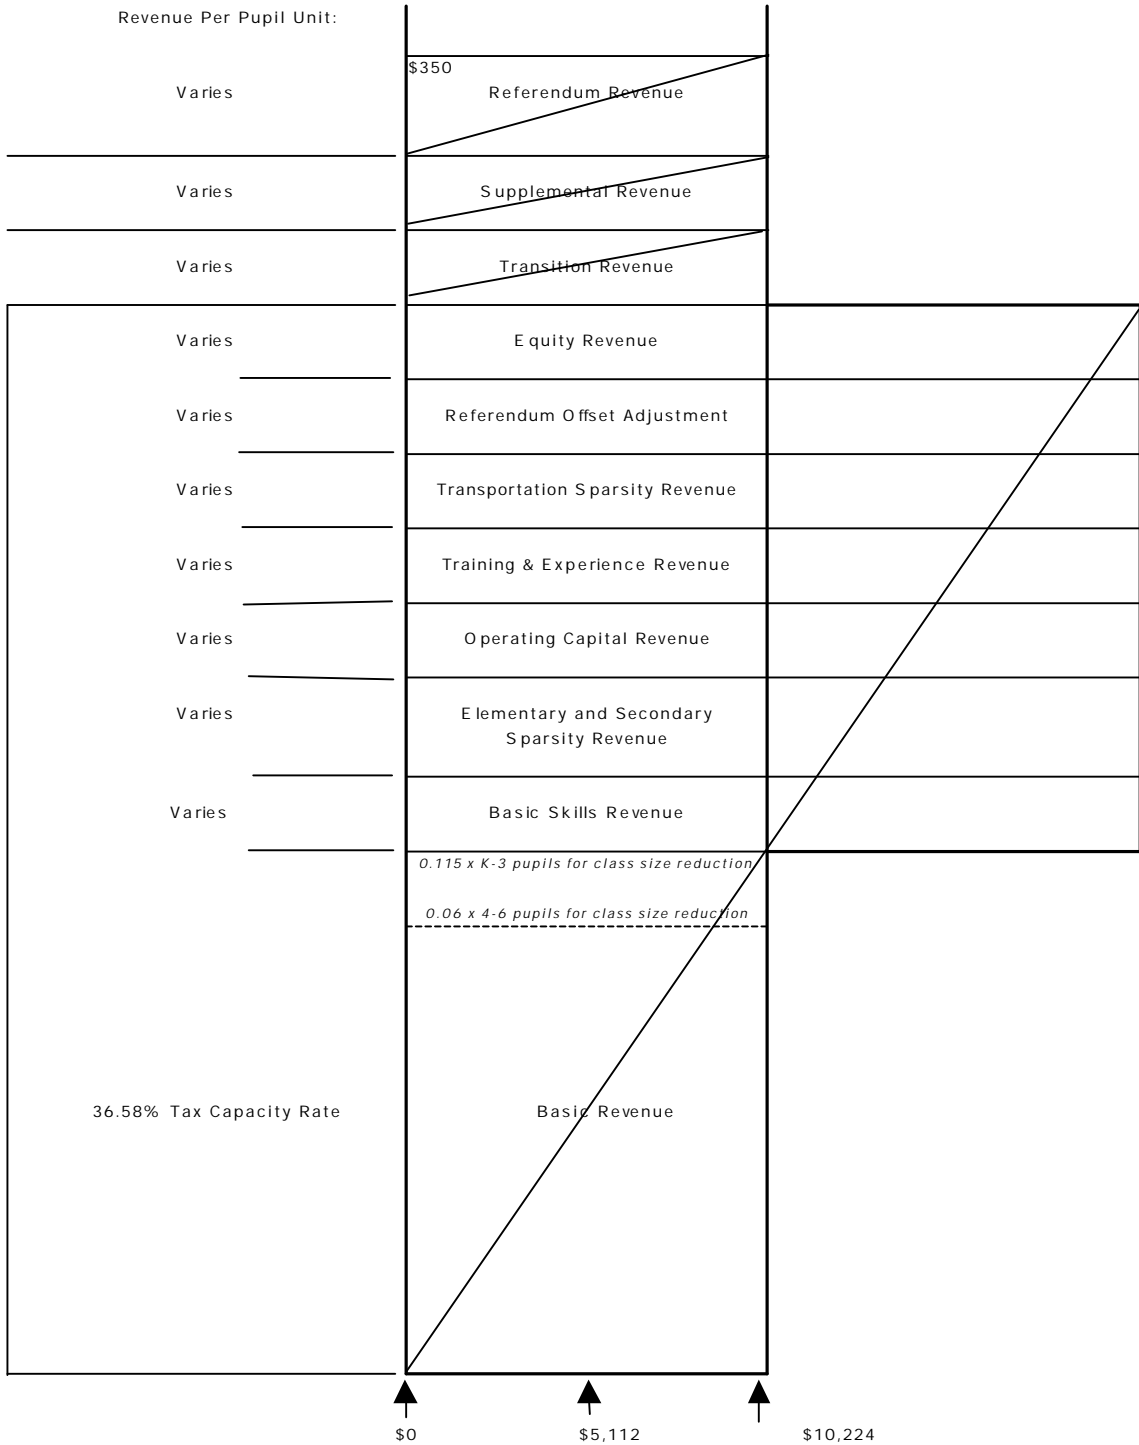 Revenue Per Pupil Unit:
$350
Varies Referendum Revenue
Varies Supplemental Revenue
Varies Transition Revenue
Varies Equity Revenue
Varies Referendum Offset Adjustment
Varies Transportation Sparsity Revenue
Varies Training & Experience Revenue
Varies Operating Capital Revenue
Varies Elementary and Secondary
Sparsity Revenue
Varies Basic Skills Revenue
0.115 x K-3 pupils for class size reduction
0.06 x 4-6 pupils for class size reduction
36.58% Tax Capacity Rate Basic Revenue
$0 $5,112 $10,224